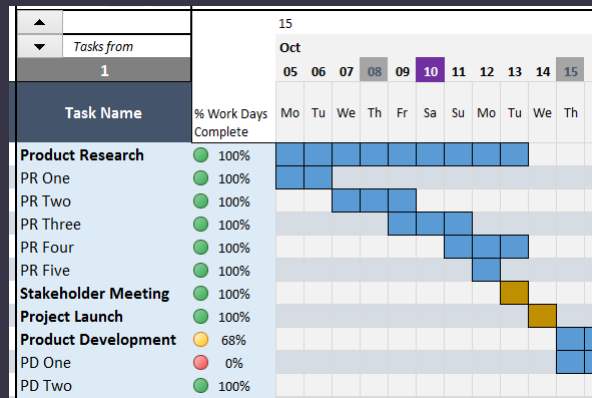 15
Tasks from
Oct
1
05 06 07 08 09 10 11 12 13 14 15
Task Name
% Work Days Complete
Mo Tu We Th Fr Sa Su Mo Tu We Th
Product Research 100%
PR One 100%
PR Two 100%
PR Three 100%
PR Four 100%
PR Five 100%
Stakeholder Meeting 100%
Project Launch 100%
Product Development 68%
PD One 0%
PD Two 100%